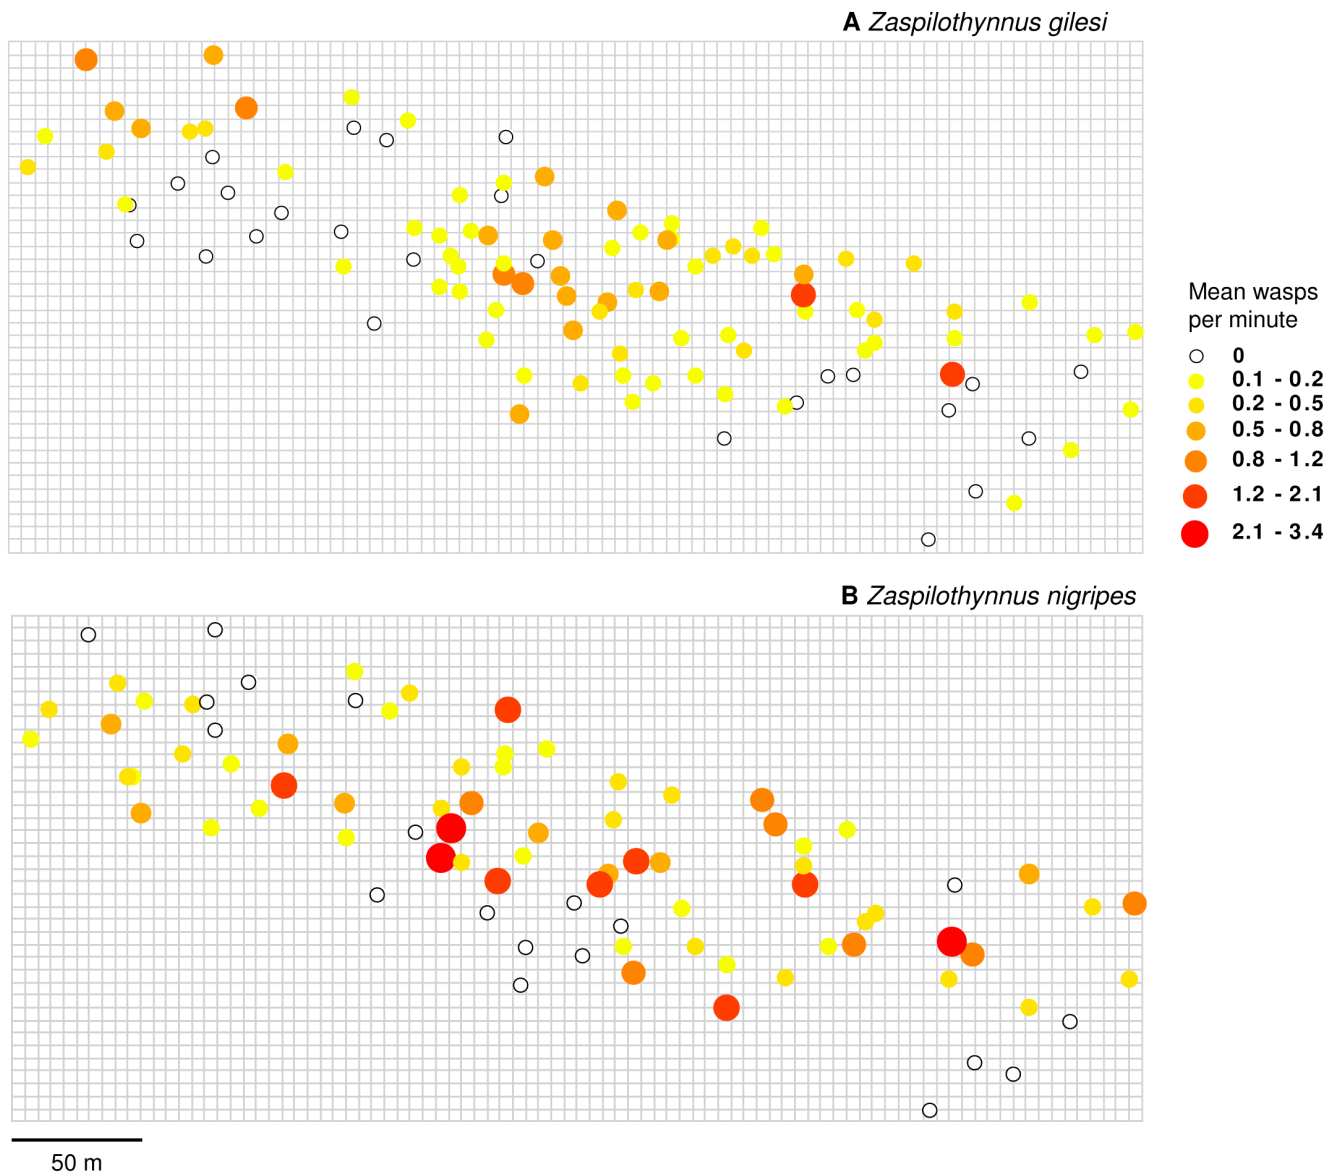 A Zaspilothynnus gilesi
Mean wasps
per minute
0
0.1 - 0.2
0.2 - 0.5
0.5 - 0.8
0.8 - 1.2
1.2 - 2.1
2.1 - 3.4
B Zaspilothynnus nigripes
50 m